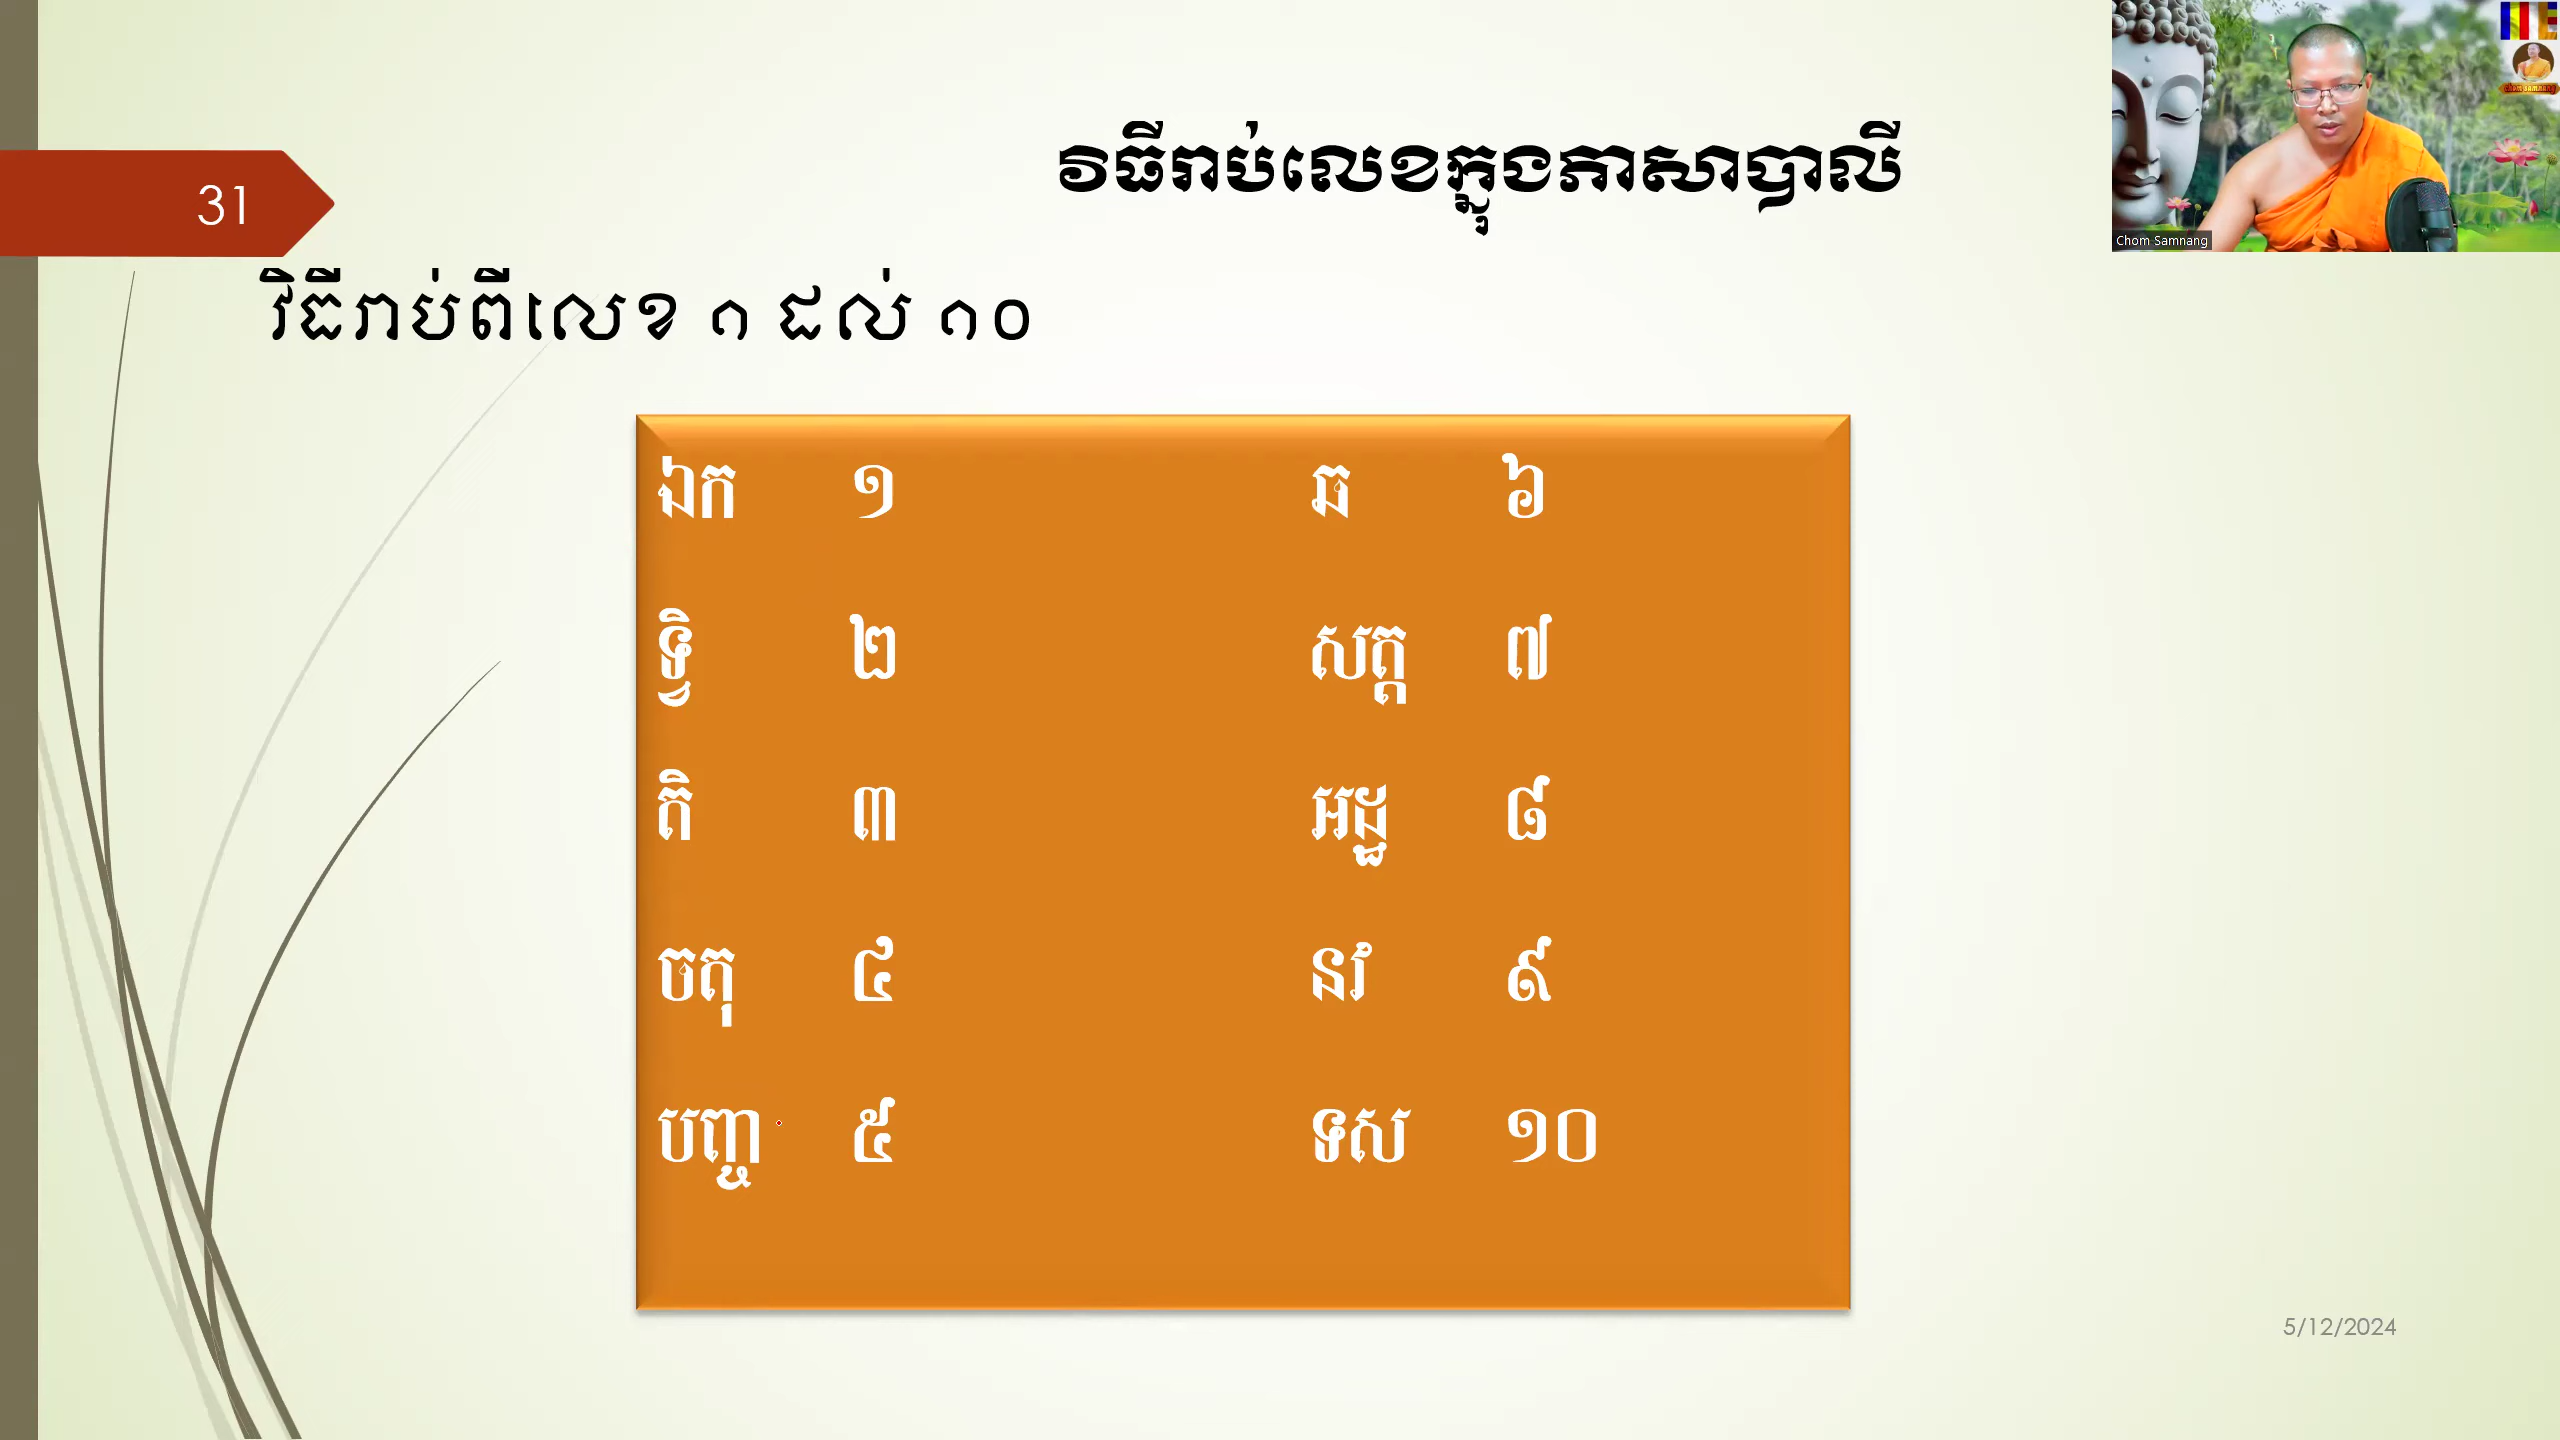 វិធីរាប់លេខក្នុងភាសាបាលី
31
វិធីរាប់ពីលេខ ១ ដល់ ១០
ឯក ១ ឆ ៦
ទ្វិ ២ សត្ត ៧
តិ ៣ អដ្ឋ ៨
ចតុ ៤ នវ ៩
បញ្ច ៥ ទស ១០
Chom Samnang
chom samnang
5/12/2024